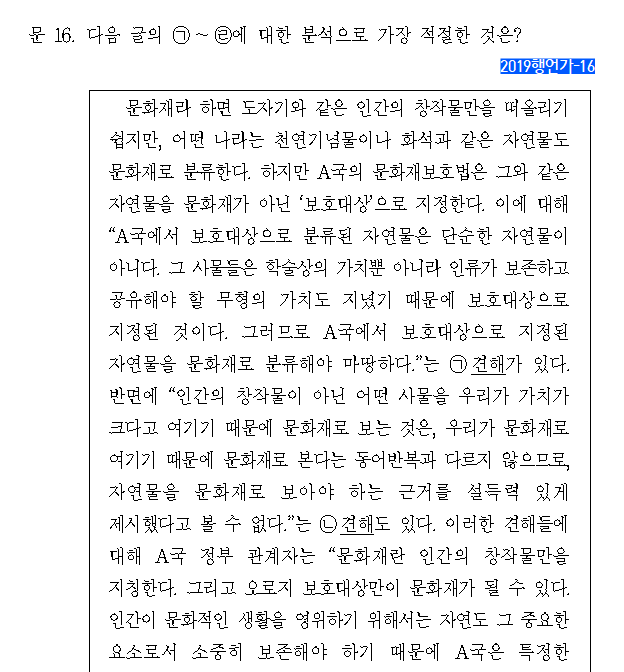 문 16. 다음 글의 ㉠~㉣에 대한 분석으로 가장 적절한 것은?
2019행언가-16
문화재라 하면 도자기와 같은 인간의 창작물만을 떠올리기
쉽지만, 어떤 나라는 천연기념물이나 화석과 같은 자연물도
문화재로 분류한다. 하지만 A국의 문화재보호법은 그와 같은
자연물을 문화재가 아닌 ‘보호대상’으로 지정한다. 이에 대해
“A국에서 보호대상으로 분류된 자연물은 단순한 자연물이
아니다. 그 사물들은 학술상의 가치뿐 아니라 인류가 보존하고
공유해야 할 무형의 가치도 지녔기 때문에 보호대상으로
지정된 것이다. 그러므로 A국에서 보호대상으로 지정된
자연물을 문화재로 분류해야 마땅하다.”는 ㉠견해가 있다.
반면에 “인간의 창작물이 아닌 어떤 사물을 우리가 가치가
크다고 여기기 때문에 문화재로 보는 것은, 우리가 문화재로
여기기 때문에 문화재로 본다는 동어반복과 다르지 않으므로,
자연물을 문화재로 보아야 하는 근거를 설득력 있게
제시했다고 볼 수 없다.”는 ㉡견해도 있다. 이러한 견해들에
대해 A국 정부 관계자는 “문화재란 인간의 창작물만을
지칭한다. 그리고 오로지 보호대상만이 문화재가 될 수 있다.
인간이 문화적인 생활을 영위하기 위해서는 자연도 그 중요한
요소로서 소중히 보존해야 하기 때문에 A국은 특정한